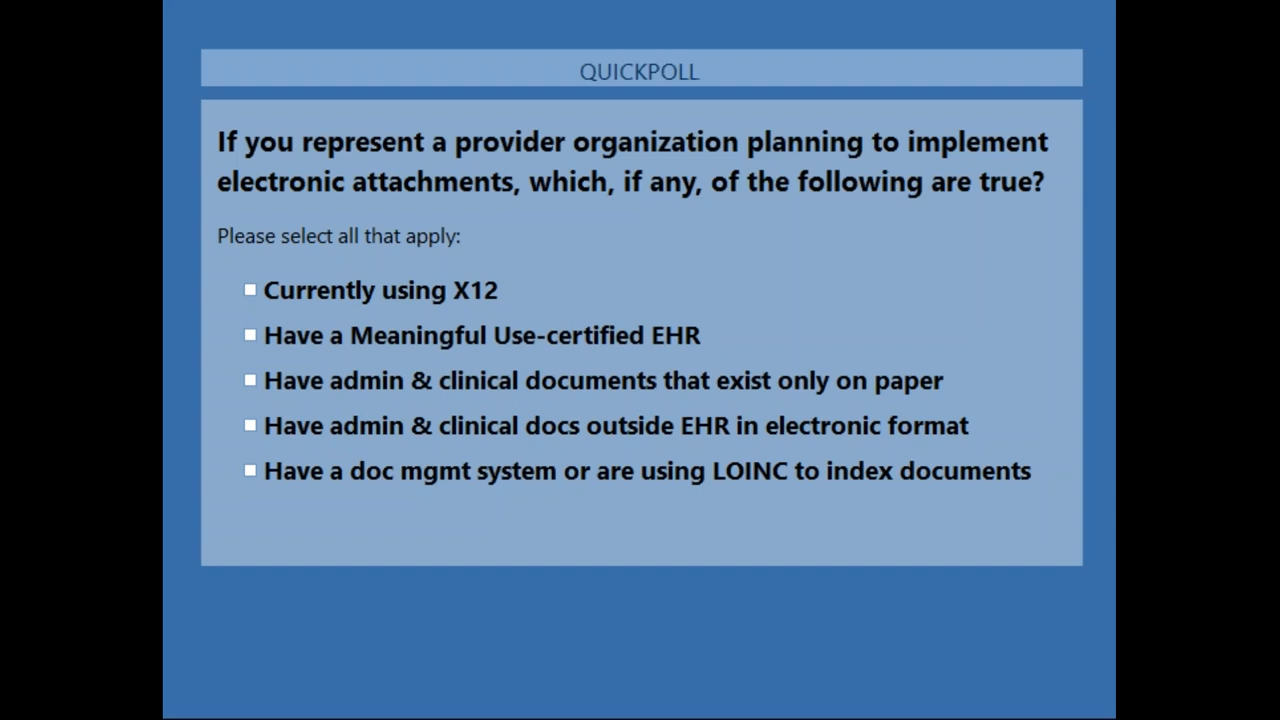 QUICKPOLL
If you represent a provider organization planning to implement
electronic attachments, which, if any, of the following are true?
Please select all that apply:
Currently using X12
Have a Meaningful Use-certified EHR
Have admin & clinical documents that exist only on paper
Have admin & clinical docs outside EHR in electronic format
Have a doc mgmt system or are using LOINC to index documents